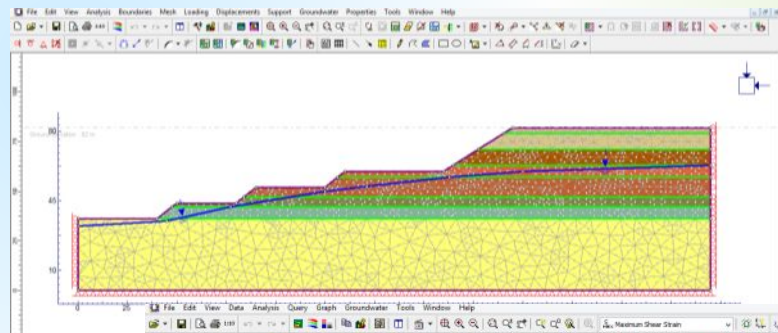 File Edit View Analysis Boundaries Mesh Loading Displacements Support Groundwater Properties Tools Window Help
80
45
10
0
25
File Edit View Data Analysis Query Graph Groundwater Tools Window Help
Maximum Shear Strain